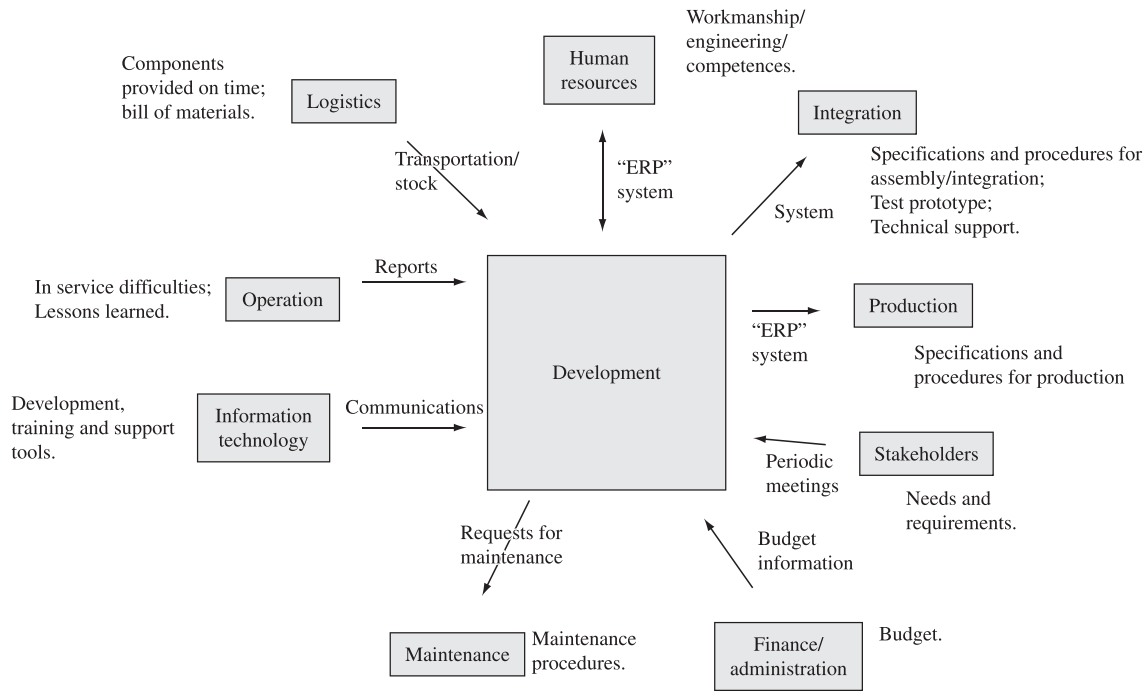 Workmanship/
engineering/
competences.
Human
resources
Components
provided on time;
bill of materials.
Logistics
Integration
Transportation/
stock
“ERP”
system
System
Specifications and procedures for
assembly/integration;
Test prototype;
Technical support.
In service difficulties;
Lessons learned.
Operation
Reports
Production
“ERP”
system
Specifications and
procedures for production
Development
Development,
training and support
tools.
Information
technology
Communications
Stakeholders
Periodic
meetings
Needs and
requirements.
Requests for
maintenance
Budget
information
Maintenance
Maintenance
procedures.
Finance/
administration
Budget.